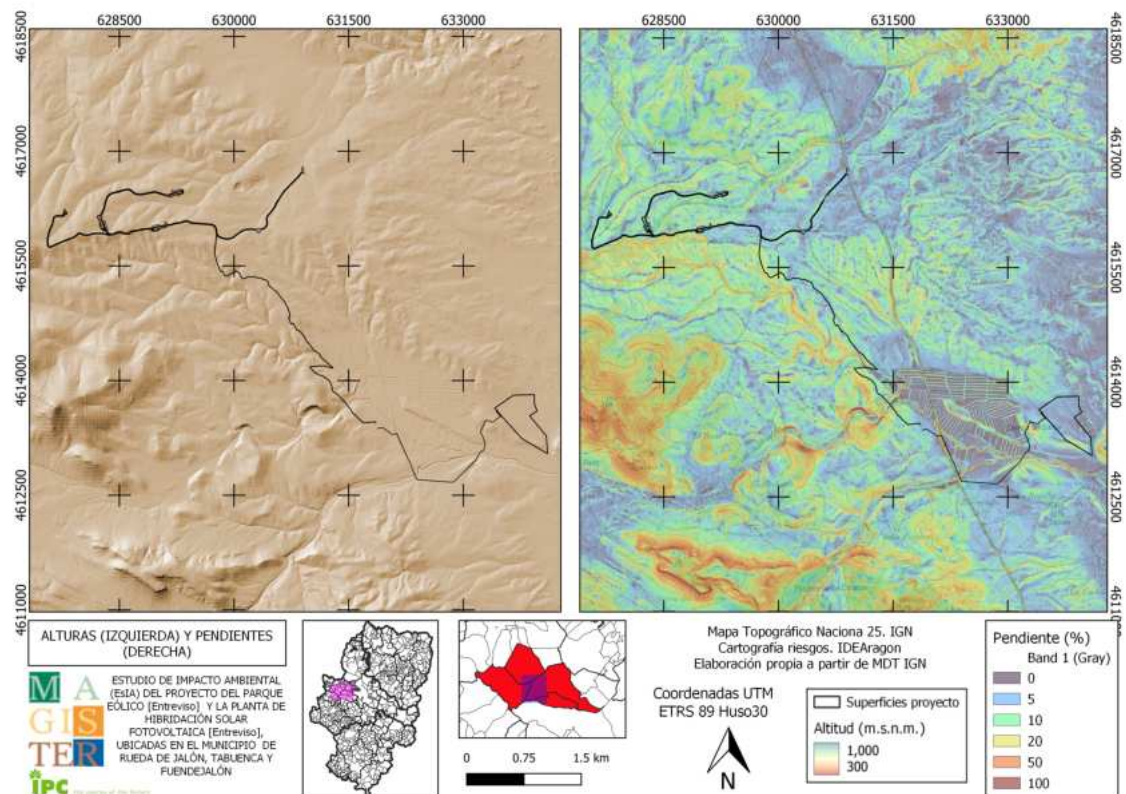 628500 630000 631500 633000
628500 630000 631500 633000
4618500
4618500
4617000
4617000
4615500
4615500
4614000
4614000
4612500
4612500
4611000
4611000
ALTURAS (IZQUIERDA) Y PENDIENTES
(DERECHA)
MA
GIS
TER
IPC
ESTUDIO DE IMPACTO AMBIENTAL
(EsIA) DEL PROYECTO DEL PARQUE
EÓLICO [Entreviso] Y LA PLANTA DE
HIBRIDACIÓN SOLAR
FOTOVOLTAICA [Entreviso],
UBICADAS EN EL MUNICIPIO DE
RUEDA DE JALÓN, TABUENCA Y
FUENDEJALÓN
0 0.75 1.5 km
Mapa Topográfico Naciona 25. IGN
Cartografía riesgos. IDEAragon
Elaboración propia a partir de MDT IGN
Coordenadas UTM
ETRS 89 Huso30
N
Superficies proyecto
Altitud (m.s.n.m.)
1,000
300
Pendiente (%)
Band 1 (Gray)
0
5
10
20
50
100